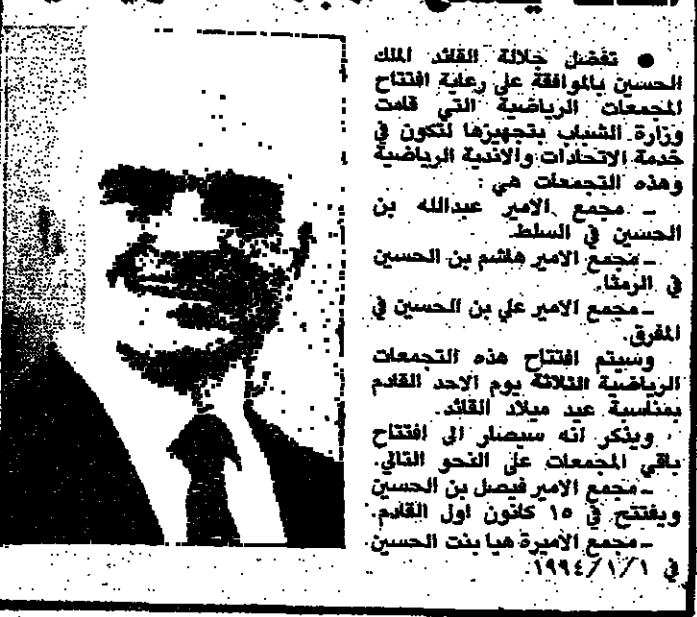 ● تفضل جلالة القائد الملك
الحسين بالموافقة على رعاية افتتاح
المجمعات الرياضية التي قامت
وزارة الشباب بتجهيزها لتكون في
خدمة الاتحادات والاندية الرياضية
وهذه التجمعات هي :
ـ مجمع الامير عبدالله بن
الحسين في السلط.
ـ مجمع الامير هاشم بن الحسين
في الرمثا.
ـ مجمع الامير علي بن الحسين في
المفرق.
وسيتم افتتاح هذه التجمعات
الرياضية الثلاثة يوم الاحد القادم
بمناسبة عيد ميلاد القائد.
ويذكر انه سيصار الى افتتاح
باقي المجمعات على النحو التالي.
ـ مجمع الامير فيصل بن الحسين
ويفتتح في ١٥ كانون اول القادم.
ـ مجمع الاميرة هيا بنت الحسين
في ١٩٩٤/١/١